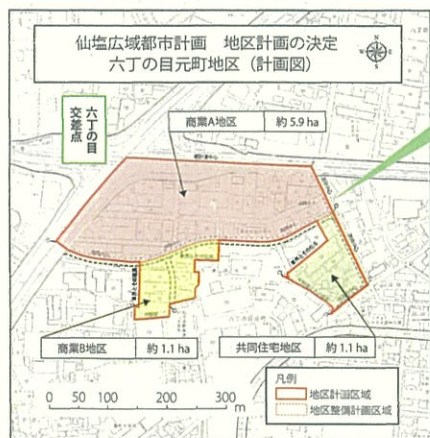 仙塩広域都市計画 地区計画の決定
六丁の目元町地区（計画図）
六丁の目
交差点
商業A地区 約 5.9 ha
商業B地区 約 1.1 ha
共同住宅地区 約 1.1 ha
凡例
地区計画区域
地区整備計画区域
0 50 100 200 300
m